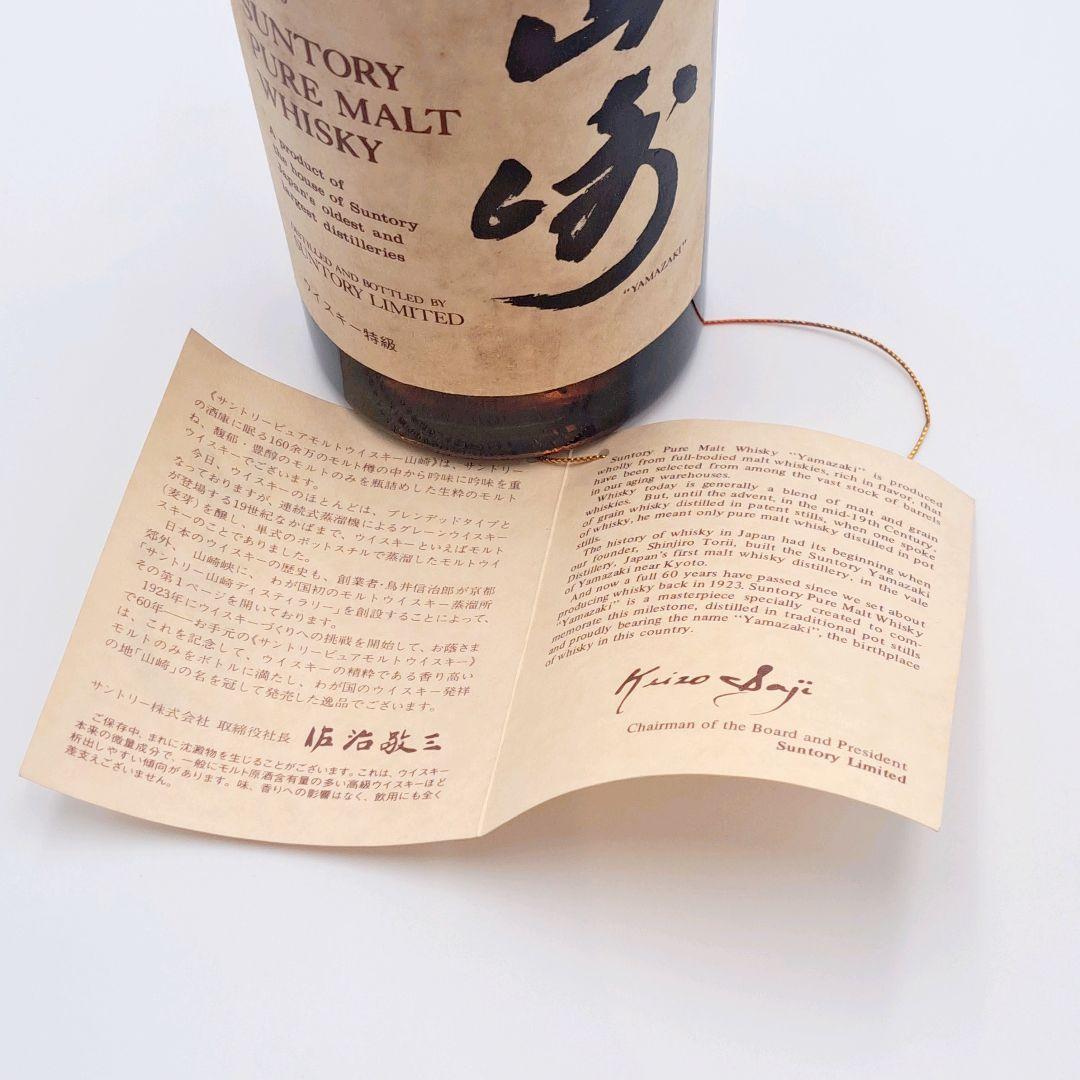 SUNTORY
PURE MALT
WHISKY
A product of
the house of Suntory
Japan's oldest and
largest distilleries
DISTILLED AND BOTTLED BY
SUNTORY LIMITED
ウイスキー特級
山崎
“YAMAZAKI”
《サントリーピュアモルトウイスキー山崎》は、サントリー
の酒庫に眠る160余万のモルト樽の中から吟味に吟味を重
ね、馥郁・豊醇のモルトのみを瓶詰めした生粋のモルト
ウイスキーでございます。
今日、ウイスキーのほとんどは、ブレンデッドタイプと
なっておりますが、連続式蒸溜機によるグレーンウイスキー
が登場する19世紀なかばまで、ウイスキーといえばモルト
(麦芽)を醸し、単式のポットスチルで蒸溜したモルトウイ
スキーのことでありました。
日本のウイスキーの歴史も、創業者・鳥井信治郎が京都
郊外、山崎峡に、わが国初のモルトウイスキー蒸溜所
「サントリー山崎ディスティラリー」を創設することによって、
その第1ページを開いております。
1923年にウイスキーづくりへの挑戦を開始して、お蔭さま
で60年——お手元の《サントリーピュアモルトウイスキー》
は、これを記念して、ウイスキーの精粋である香り高い
モルトのみをボトルに満たし、わが国のウイスキー発祥
の地「山崎」の名を冠して発売した逸品でございます。
サントリー株式会社 取締役社長 佐治敬三
ご保存中、まれに沈澱物を生じることがございます。これは、ウイスキー
本来の微量成分で、一般にモルト原酒含有量の多い高級ウイスキーほど
析出しやすい傾向があります。味、香りへの影響はなく、飲用にも全く
差支えございません。
Suntory Pure Malt Whisky “Yamazaki” is produced
wholly from full-bodied malt whiskies, rich in flavor, that
have been selected from among the vast stock of barrels
in our aging warehouses.
Whisky today is generally a blend of malt and grain
whiskies. But, until the advent, in the mid-19th Century,
of grain whisky distilled in patent stills, when one spoke
of whisky, he meant only pure malt whisky distilled in pot
stills.
The history of whisky in Japan had its beginning when
our founder, Shinjiro Torii, built the Suntory Yamazaki
Distillery, Japan's first malt whisky distillery, in the vale
of Yamazaki near Kyoto.
And now a full 60 years have passed since we set about
producing whisky back in 1923. Suntory Pure Malt Whisky
“Yamazaki” is a masterpiece specially created to com-
memorate this milestone, distilled in traditional pot stills
and proudly bearing the name “Yamazaki”, the birthplace
of whisky in this country.
Keizo Saji
Chairman of the Board and President
Suntory Limited